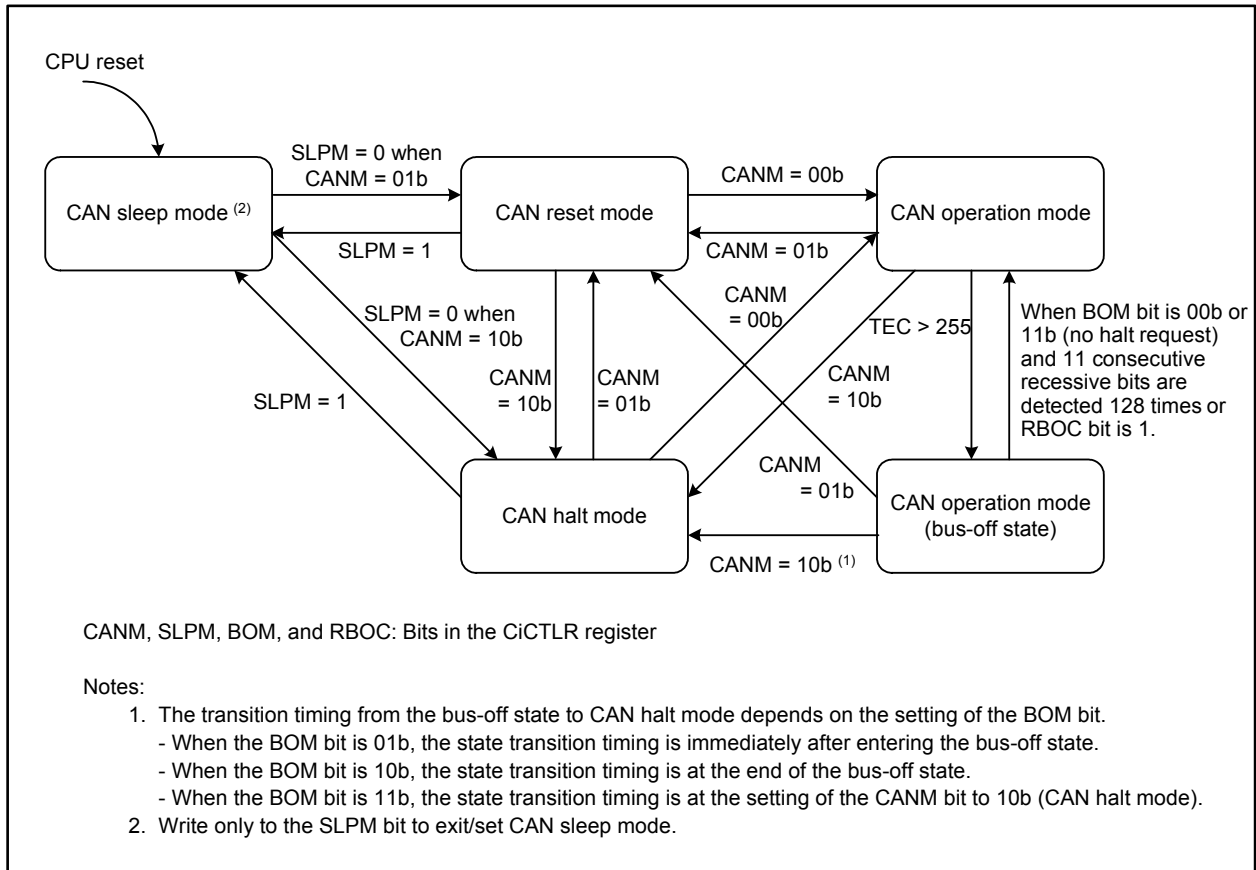 CPU reset
SLPM = 0 when
CANM = 01b
CANM = 00b
CAN sleep mode (2)
CAN reset mode
CAN operation mode
SLPM = 1
CANM = 01b
SLPM = 0 when
CANM = 10b
CANM
= 00b
TEC > 255
When BOM bit is 00b or
11b (no halt request)
and 11 consecutive
recessive bits are
detected 128 times or
RBOC bit is 1.
SLPM = 1
CANM
= 10b
CANM
= 01b
CANM
= 10b
CANM
= 01b
CAN halt mode
CAN operation mode
(bus-off state)
CANM = 10b (1)
CANM, SLPM, BOM, and RBOC: Bits in the CiCTLR register
Notes:
1. The transition timing from the bus-off state to CAN halt mode depends on the setting of the BOM bit.
- When the BOM bit is 01b, the state transition timing is immediately after entering the bus-off state.
- When the BOM bit is 10b, the state transition timing is at the end of the bus-off state.
- When the BOM bit is 11b, the state transition timing is at the setting of the CANM bit to 10b (CAN halt mode).
2. Write only to the SLPM bit to exit/set CAN sleep mode.